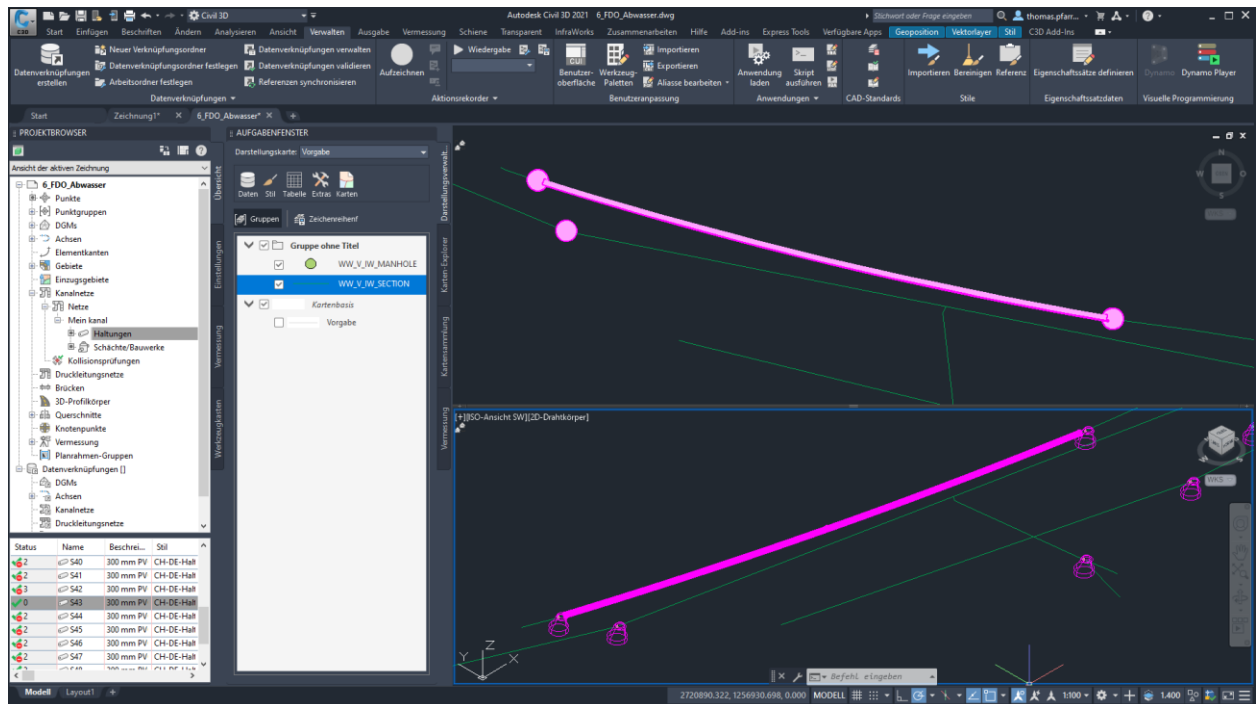 Civil 3D
Autodesk Civil 3D 2021 6_FDO_Abwasser.dwg
Stichwort oder Frage eingeben
thomas.pfarr...
C3D
Start Einfügen Beschriften Ändern Analysieren Ansicht Verwalten Ausgabe Vermessung Schiene Transparent InfraWorks Zusammenarbeiten Hilfe Add-ins Express Tools Verfügbare Apps Geoposition Vektorlayer Stil C3D Add-Ins
Datenverknüpfungen
erstellen
Neuer Verknüpfungsordner
Datenverknüpfungsordner festlegen
Arbeitsordner festlegen
Datenverknüpfungen verwalten
Datenverknüpfungen validieren
Referenzen synchronisieren
Datenverknüpfungen
Aufzeichnen
Wiedergabe
Aktionsrekorder
CUI
Benutzer-
oberfläche
Werkzeug-
Paletten
Importieren
Exportieren
Aliasse bearbeiten
Benutzeranpassung
Anwendung
laden
Skript
ausführen
Anwendungen
CAD-Standards
Importieren Bereinigen Referenz
Stile
Eigenschaftssätze definieren
Eigenschaftssatzdaten
Dynamo
Dynamo Player
Visuelle Programmierung
Start Zeichnung1* 6_FDO_Abwasser*
PROJEKTBROWSER
Ansicht der aktiven Zeichnung
6_FDO_Abwasser
Punkte
Punktgruppen
DGMs
Achsen
Elementkanten
Gebiete
Einzugsgebiete
Kanalnetze
Netze
Mein kanal
Haltungen
Schächte/Bauwerke
Kollisionsprüfungen
Druckleitungsnetze
Brücken
3D-Profilkörper
Querschnitte
Knotenpunkte
Vermessung
Planrahmen-Gruppen
Datenverknüpfungen []
DGMs
Achsen
Kanalnetze
Druckleitungsnetze
Übersicht
Einstellungen
Vermessung
Werkzeugkasten
Status Name Beschrei... Stil
2 S40 300 mm PV CH-DE-Halt
2 S41 300 mm PV CH-DE-Halt
3 S42 300 mm PV CH-DE-Halt
0 S43 300 mm PV CH-DE-Halt
2 S44 300 mm PV CH-DE-Halt
2 S45 300 mm PV CH-DE-Halt
2 S46 300 mm PV CH-DE-Halt
2 S47 300 mm PV CH-DE-Halt
AUFGABENFENSTER
Darstellungskarte: Vorgabe
Daten Stil Tabelle Extras Karten
Gruppen Zeichenreihenf
Gruppe ohne Titel
WW_V_IW_MANHOLE
WW_V_IW_SECTION
Kartenbasis
Vorgabe
Darstellungsverwalt...
Karten-Explorer
Kartensammlung
Vermessung
N
W
S
WKS
[+][ISO-Ansicht SW][2D-Drahtkörper]
WKS
Z
Y
X
Befehl eingeben
Modell Layout1 +
2720890.322, 1256930.698, 0.000 MODELL 1:100 1.400